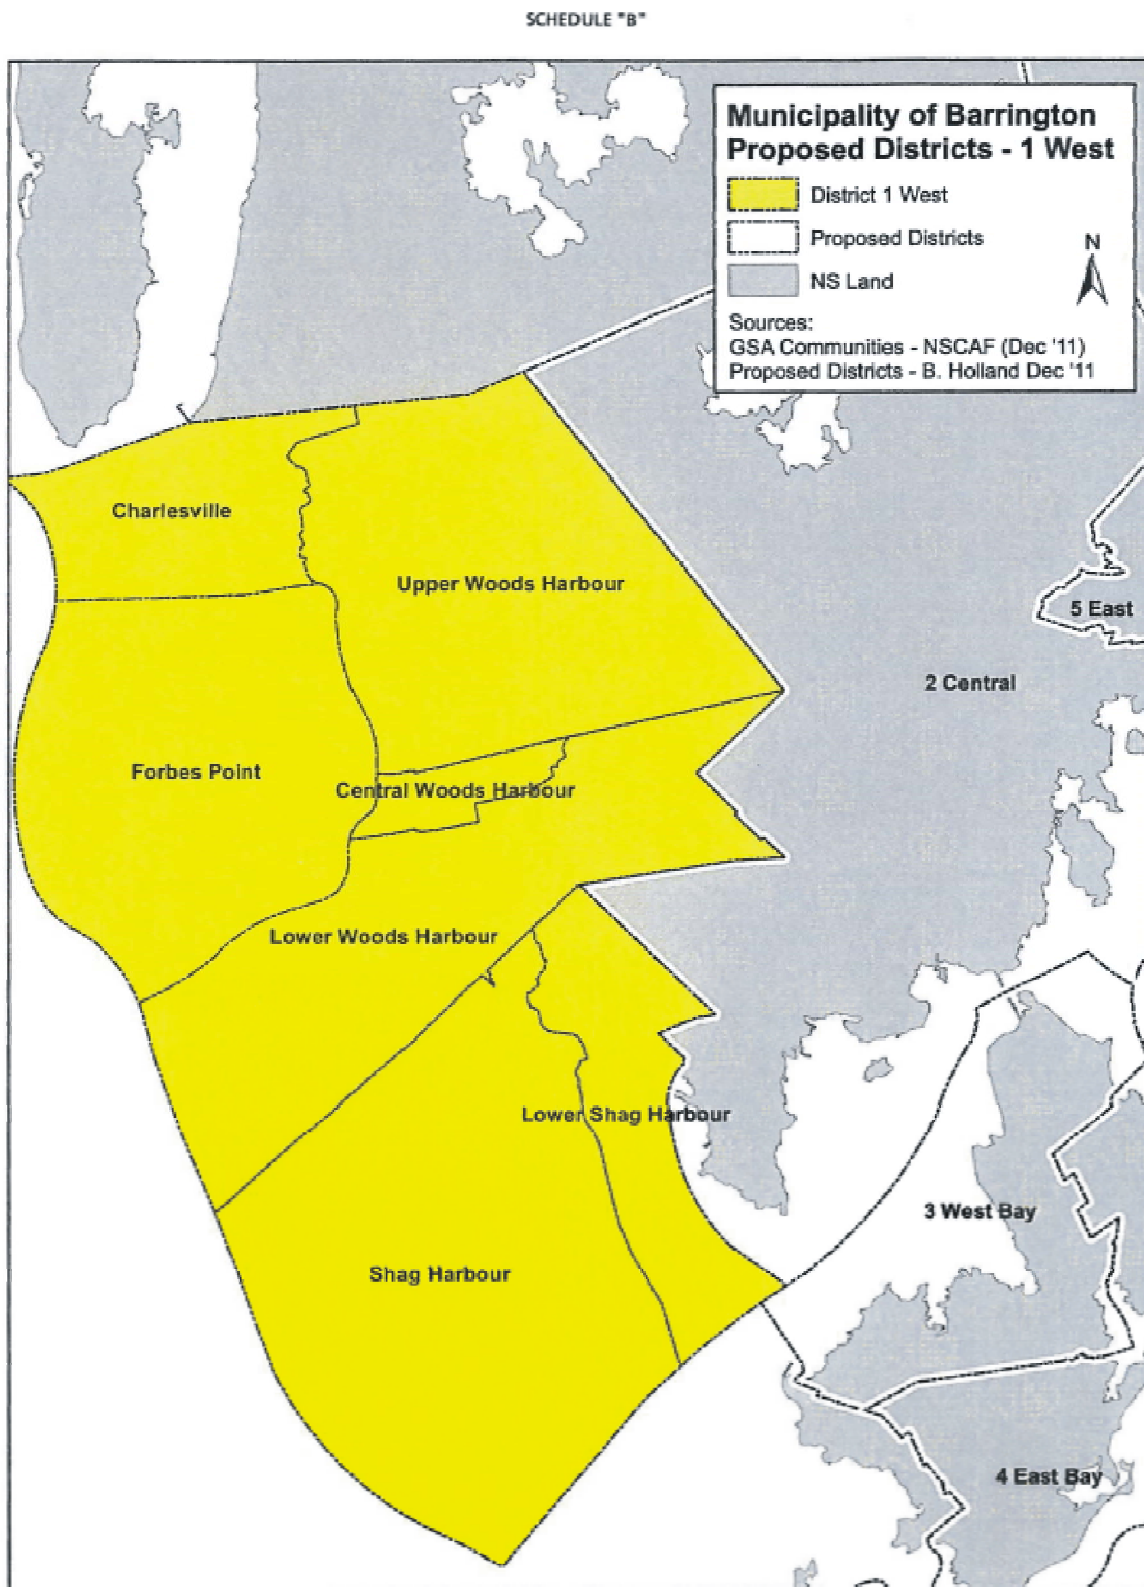 SCHEDULE "B"
Municipality of Barrington
Proposed Districts - 1 West
District 1 West
Proposed Districts
NS Land
N
Sources:
GSA Communities - NSCAF (Dec '11)
Proposed Districts - B. Holland Dec '11
Charlesville
Upper Woods Harbour
5 East
2 Central
Forbes Point
Central Woods Harbour
Lower Woods Harbour
Lower Shag Harbour
3 West Bay
Shag Harbour
4 East Bay